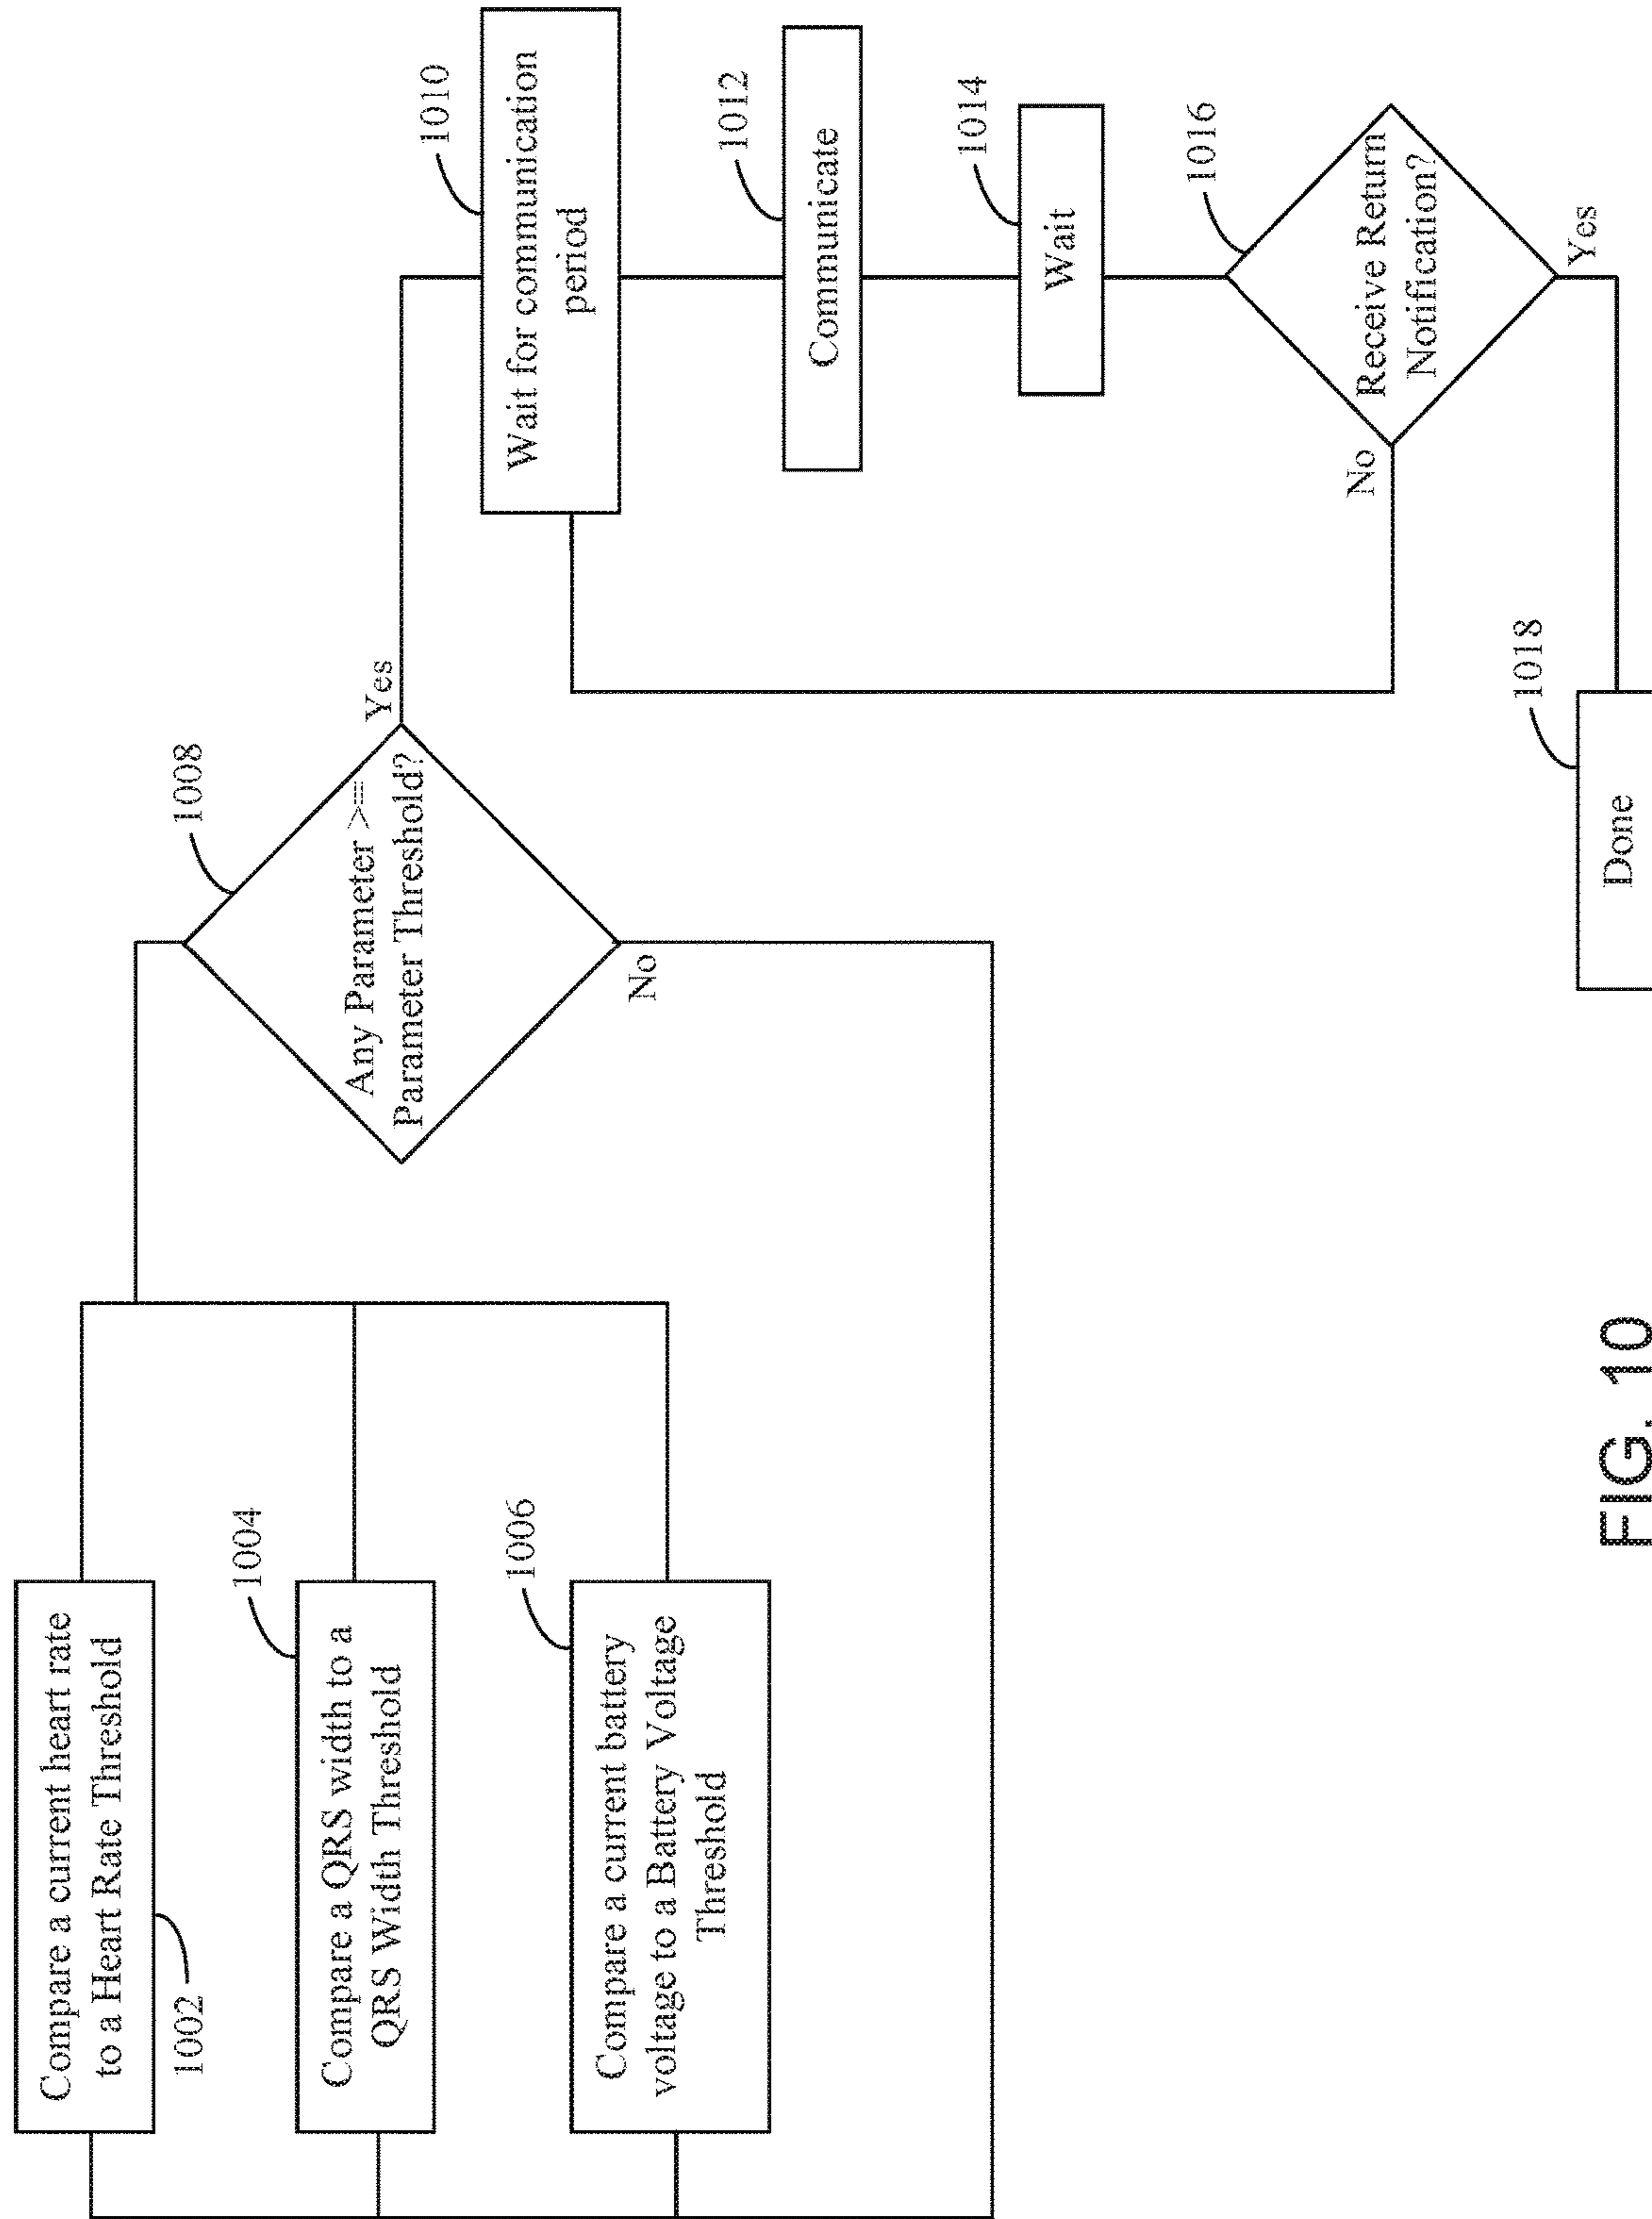 Compare a current heart rate
to a Heart Rate Threshold
1002
Compare a QRS width to a
QRS Width Threshold
1004
Compare a current battery
voltage to a Battery Voltage
Threshold
1006
Any Parameter >=
Parameter Threshold?
1008
Yes
No
Wait for communication
period
1010
Communicate
1012
Wait
1014
Receive Return
Notification?
1016
No
Yes
Done
1018
FIG. 10